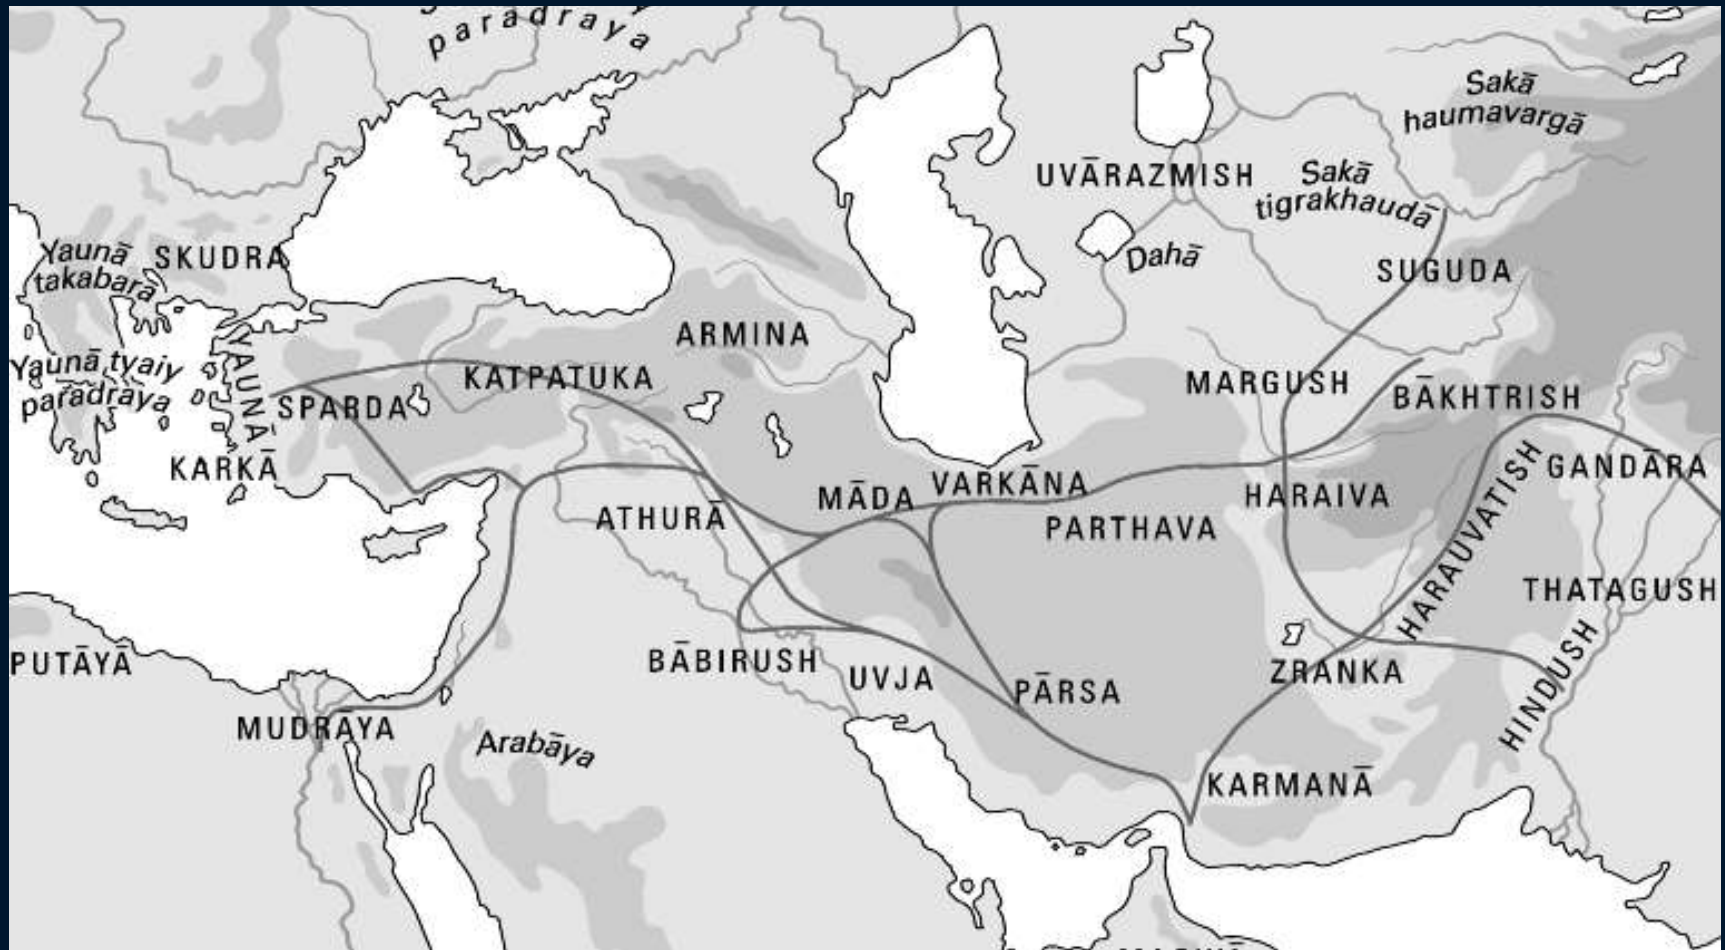 paradraya
Sakā
haumavargā
UVĀRAZMISH
Sakā
tigrakhaudā
Yaunā
takabarā
SKUDRA
Dahā
SUGUDA
ARMINA
Yaunā tyaiy
paradraya
YAUNĀ
KATPATUKA
MARGUSH
BĀKHTRISH
SPARDA
KARKĀ
GANDĀRA
MĀDA
VARKĀNA
HARAIVA
ATHURĀ
PARTHAVA
HARAUVATISH
THATAGUSH
PUTĀYĀ
BĀBIRUSH
UVJA
PĀRSA
ZRANKA
HINDUSH
MUDRĀYA
Arabāya
KARMANĀ